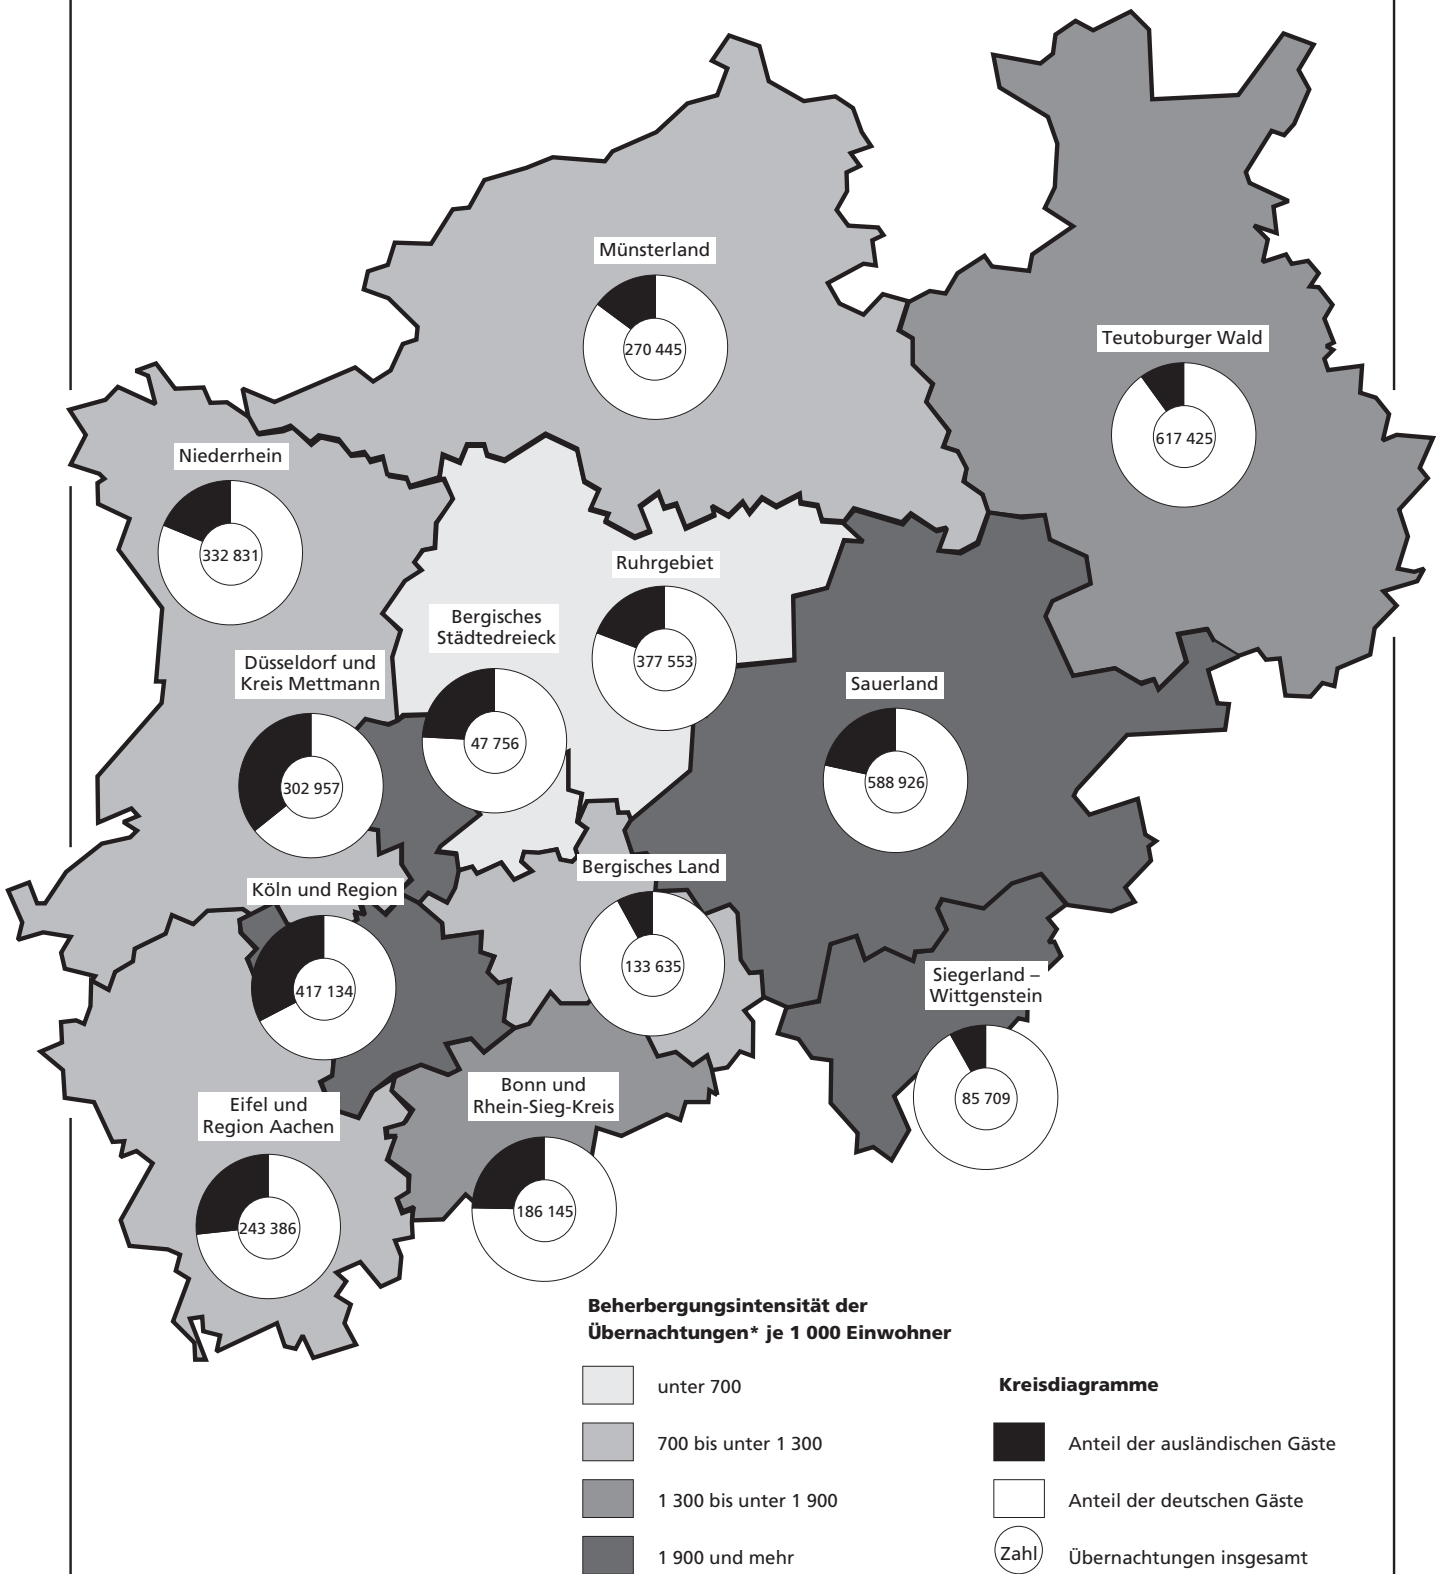 Münsterland
270 445
Teutoburger Wald
617 425
Niederrhein
332 831
Ruhrgebiet
377 553
Bergisches
Städtedreieck
47 756
Düsseldorf und
Kreis Mettmann
302 957
Sauerland
588 926
Bergisches Land
133 635
Köln und Region
417 134
Siegerland –
Wittgenstein
85 709
Bonn und
Rhein-Sieg-Kreis
186 145
Eifel und
Region Aachen
243 386
Beherbergungsintensität der
Übernachtungen* je 1 000 Einwohner
unter 700
700 bis unter 1 300
1 300 bis unter 1 900
1 900 und mehr
Kreisdiagramme
Anteil der ausländischen Gäste
Anteil der deutschen Gäste
Zahl
Übernachtungen insgesamt